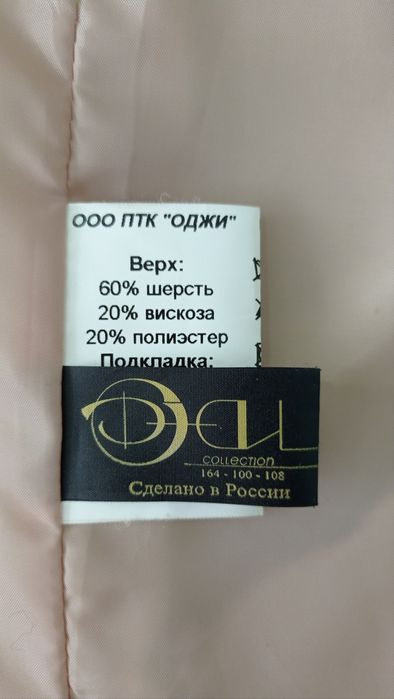 ООО ПТК "ОДЖИ"
Верх:
60% шерсть
20% вискоза
20% полиэстер
Подкладка:
COLLECTION
164 - 100 - 108
Сделано в России